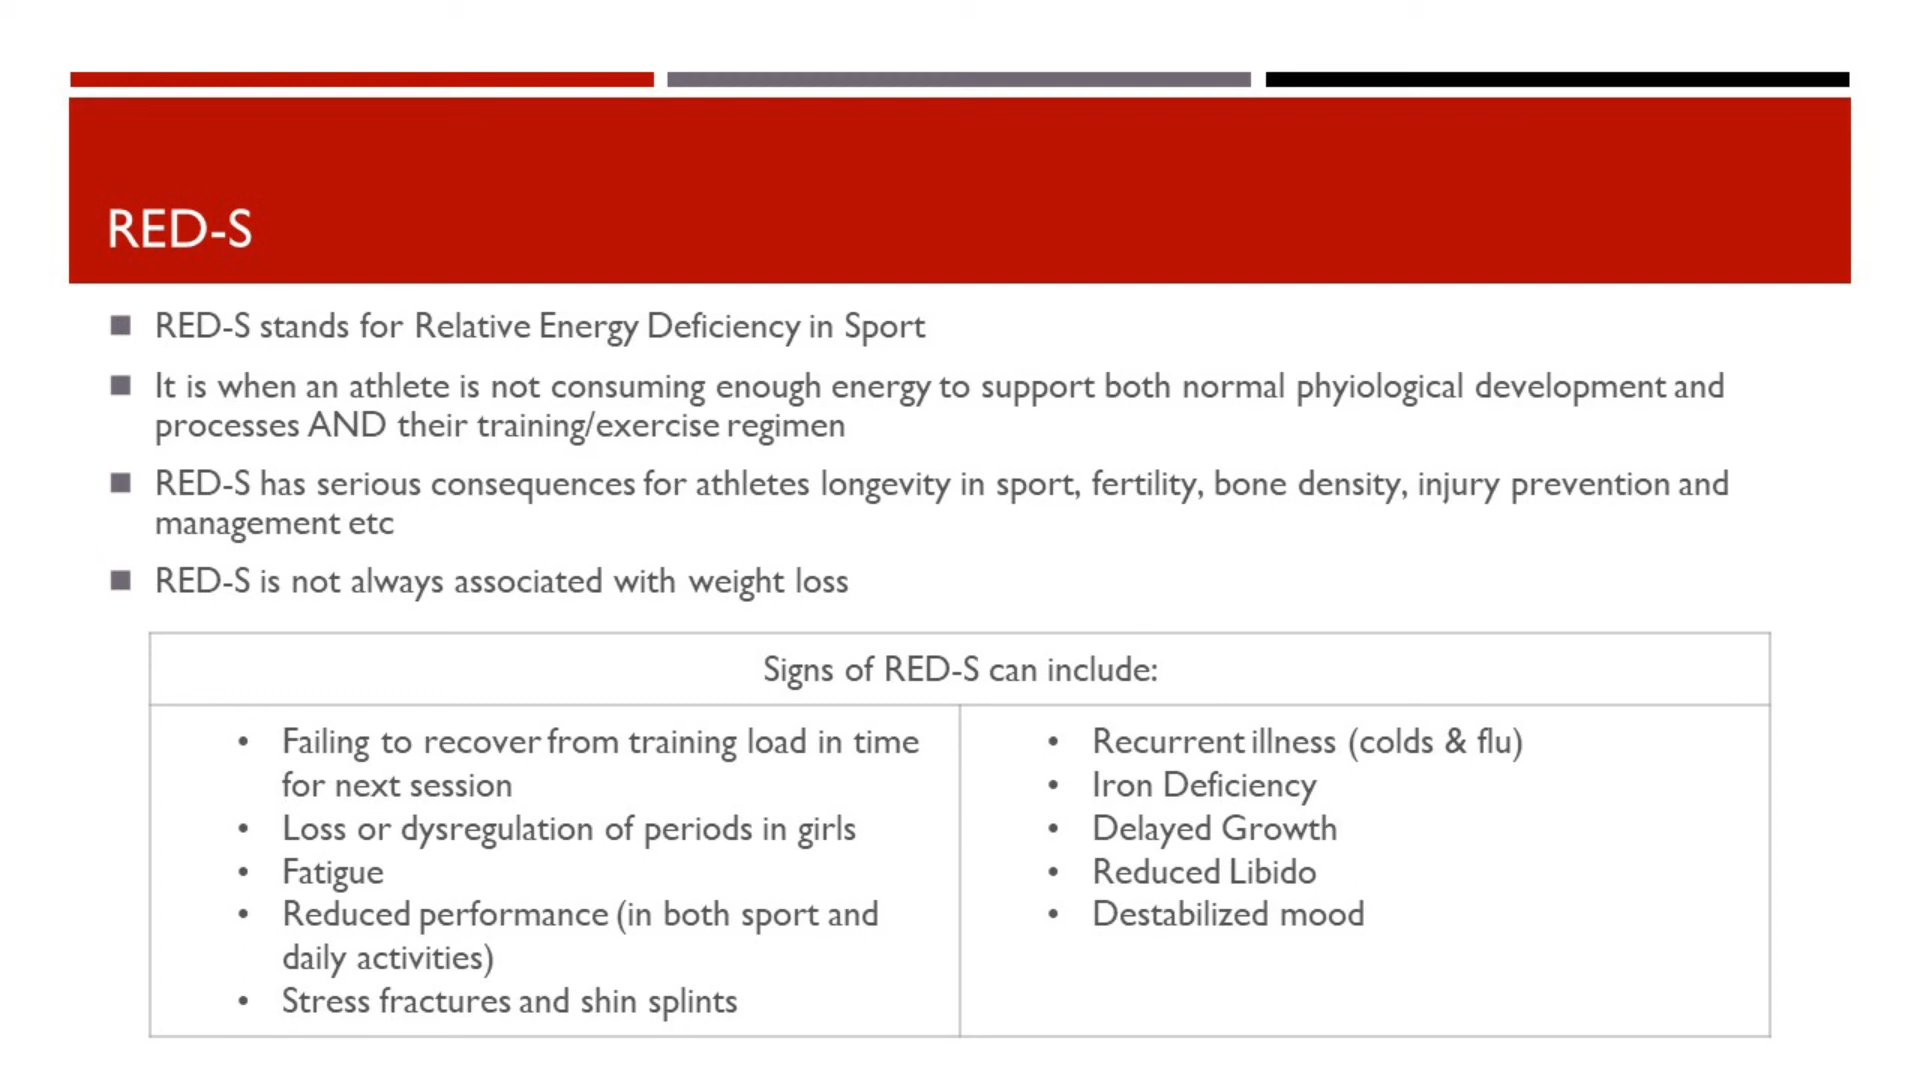 RED-S
RED-S stands for Relative Energy Deficiency in Sport
It is when an athlete is not consuming enough energy to support both normal phyiological development and
processes AND their training/exercise regimen
RED-S has serious consequences for athletes longevity in sport, fertility, bone density, injury prevention and
management etc
RED-S is not always associated with weight loss
Signs of RED-S can include:
• Failing to recover from training load in time
for next session
• Loss or dysregulation of periods in girls
• Fatigue
• Reduced performance (in both sport and
daily activities)
• Stress fractures and shin splints
• Recurrent illness (colds & flu)
• Iron Deficiency
• Delayed Growth
• Reduced Libido
• Destabilized mood